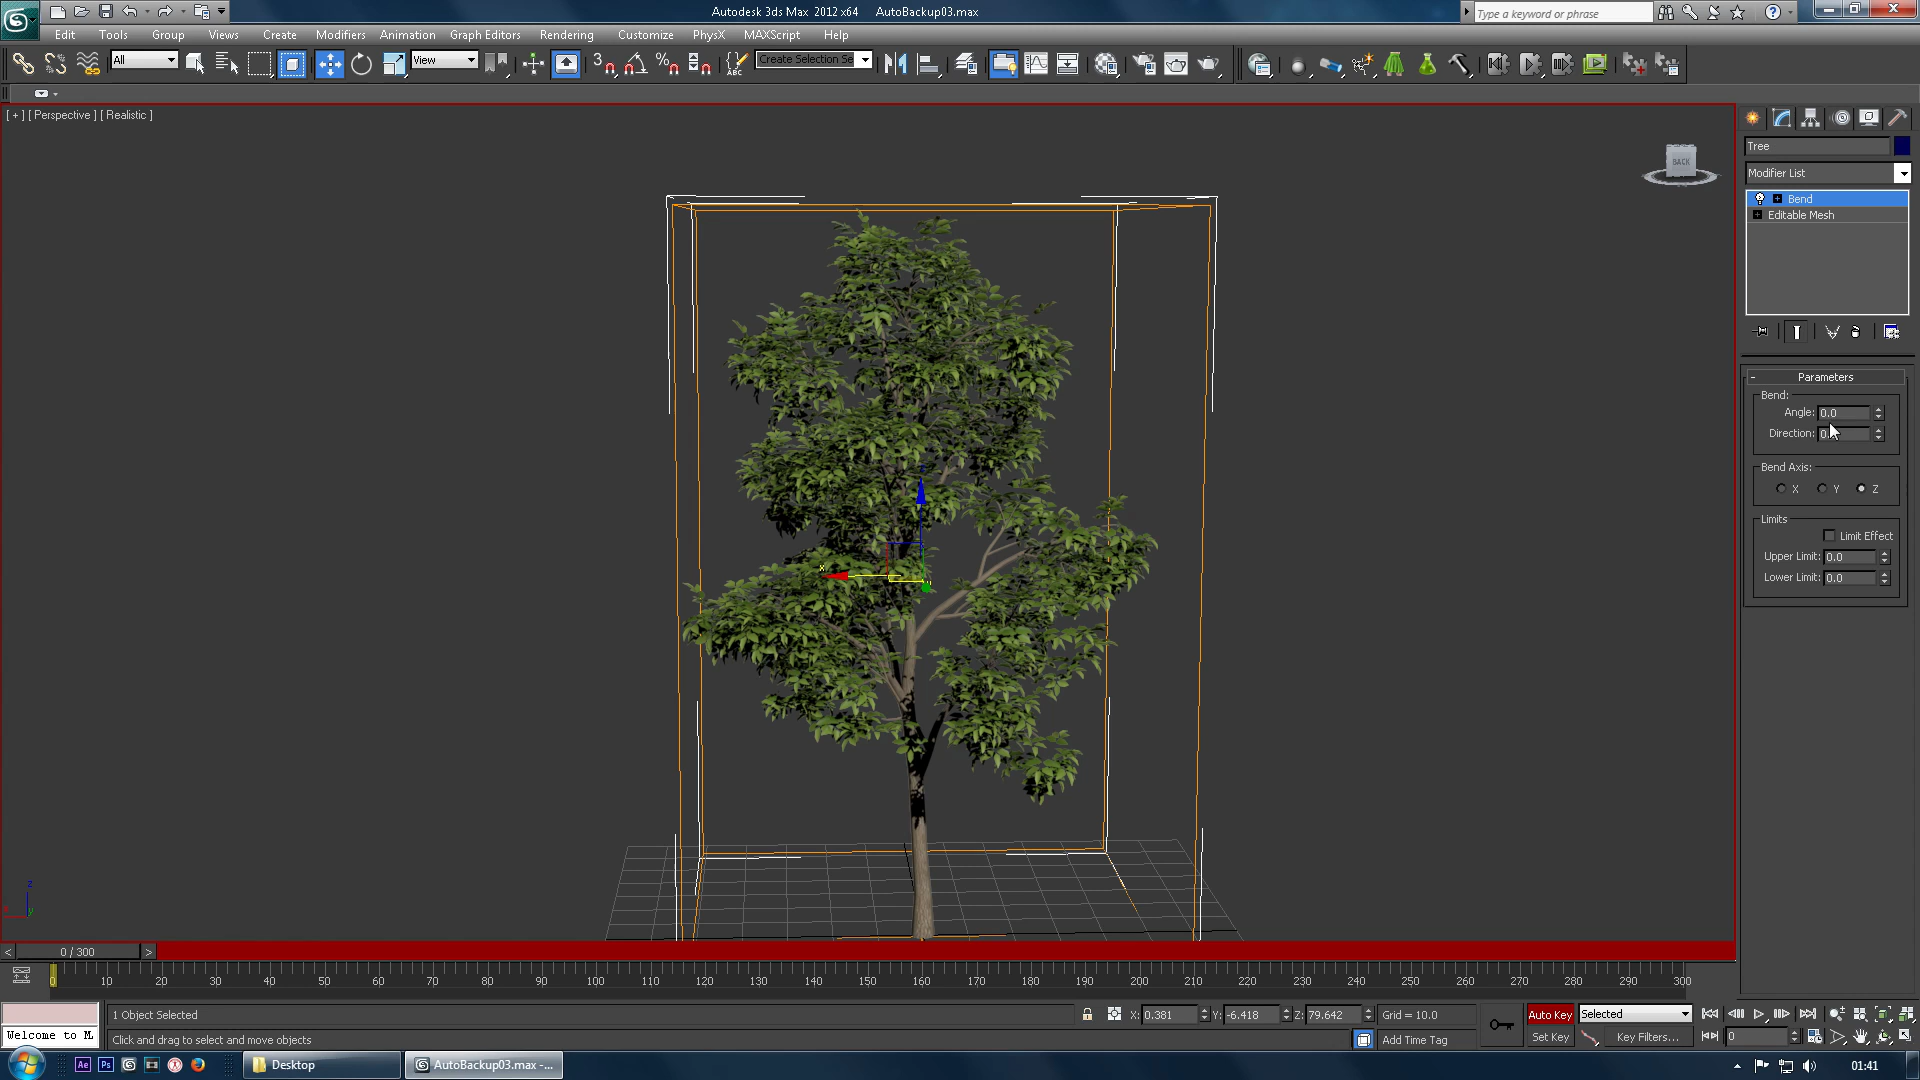 Autodesk 3ds Max 2012 x64 AutoBackup03.max
Type a keyword or phrase
Edit Tools Group Views Create Modifiers Animation Graph Editors Rendering Customize PhysX MAXScript Help
All View 3 Create Selection Se
[ + ] [ Perspective ] [ Realistic ]
BACK
Tree
Modifier List
Bend
Editable Mesh
Parameters
Bend:
Angle: 0.0
Direction:
Bend Axis:
X Y Z
Limits
Limit Effect
Upper Limit: 0.0
Lower Limit: 0.0
x
z
y
< 0 / 300 >
0 10 20 30 40 50 60 70 80 90 100 110 120 130 140 150 160 170 180 190 200 210 220 230 240 250 260 270 280 290 300
1 Object Selected X: 0.381 Y: -6.418 Z: 79.642 Grid = 10.0 Auto Key Selected
Welcome to M. Click and drag to select and move objects Add Time Tag Set Key Key Filters... 0
Ae Ps Desktop AutoBackup03.max -... 01:41